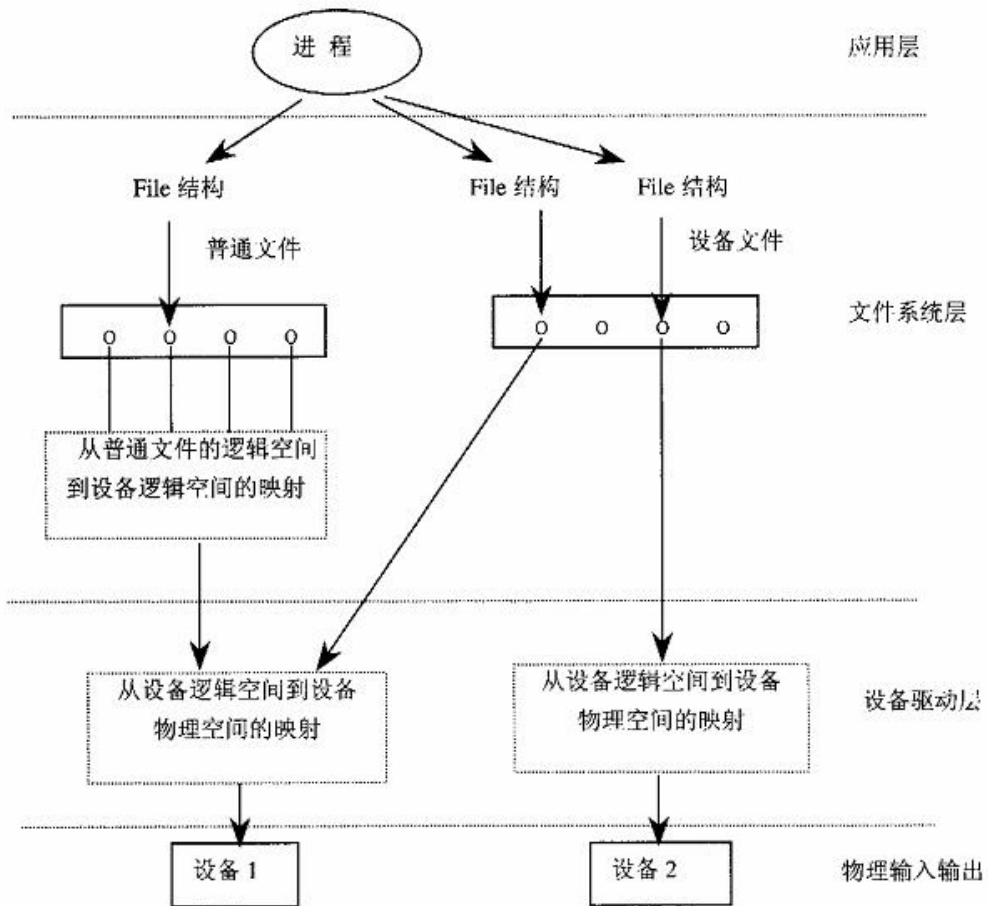 进 程
应用层
File 结构
File 结构
File 结构
普通文件
设备文件
文件系统层
O O O O
O O O O
从普通文件的逻辑空间
到设备逻辑空间的映射
从设备逻辑空间到设备
物理空间的映射
从设备逻辑空间到设备
物理空间的映射
设备驱动层
设备 1
设备 2
物理输入输出